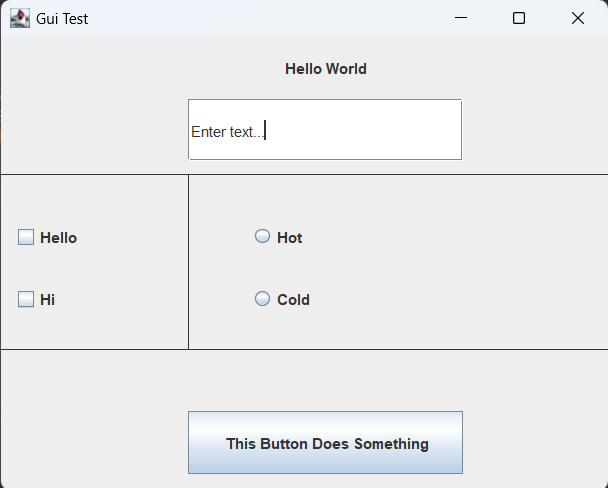 Gui Test
Hello World
Enter text...
Hello
Hot
Hi
Cold
This Button Does Something